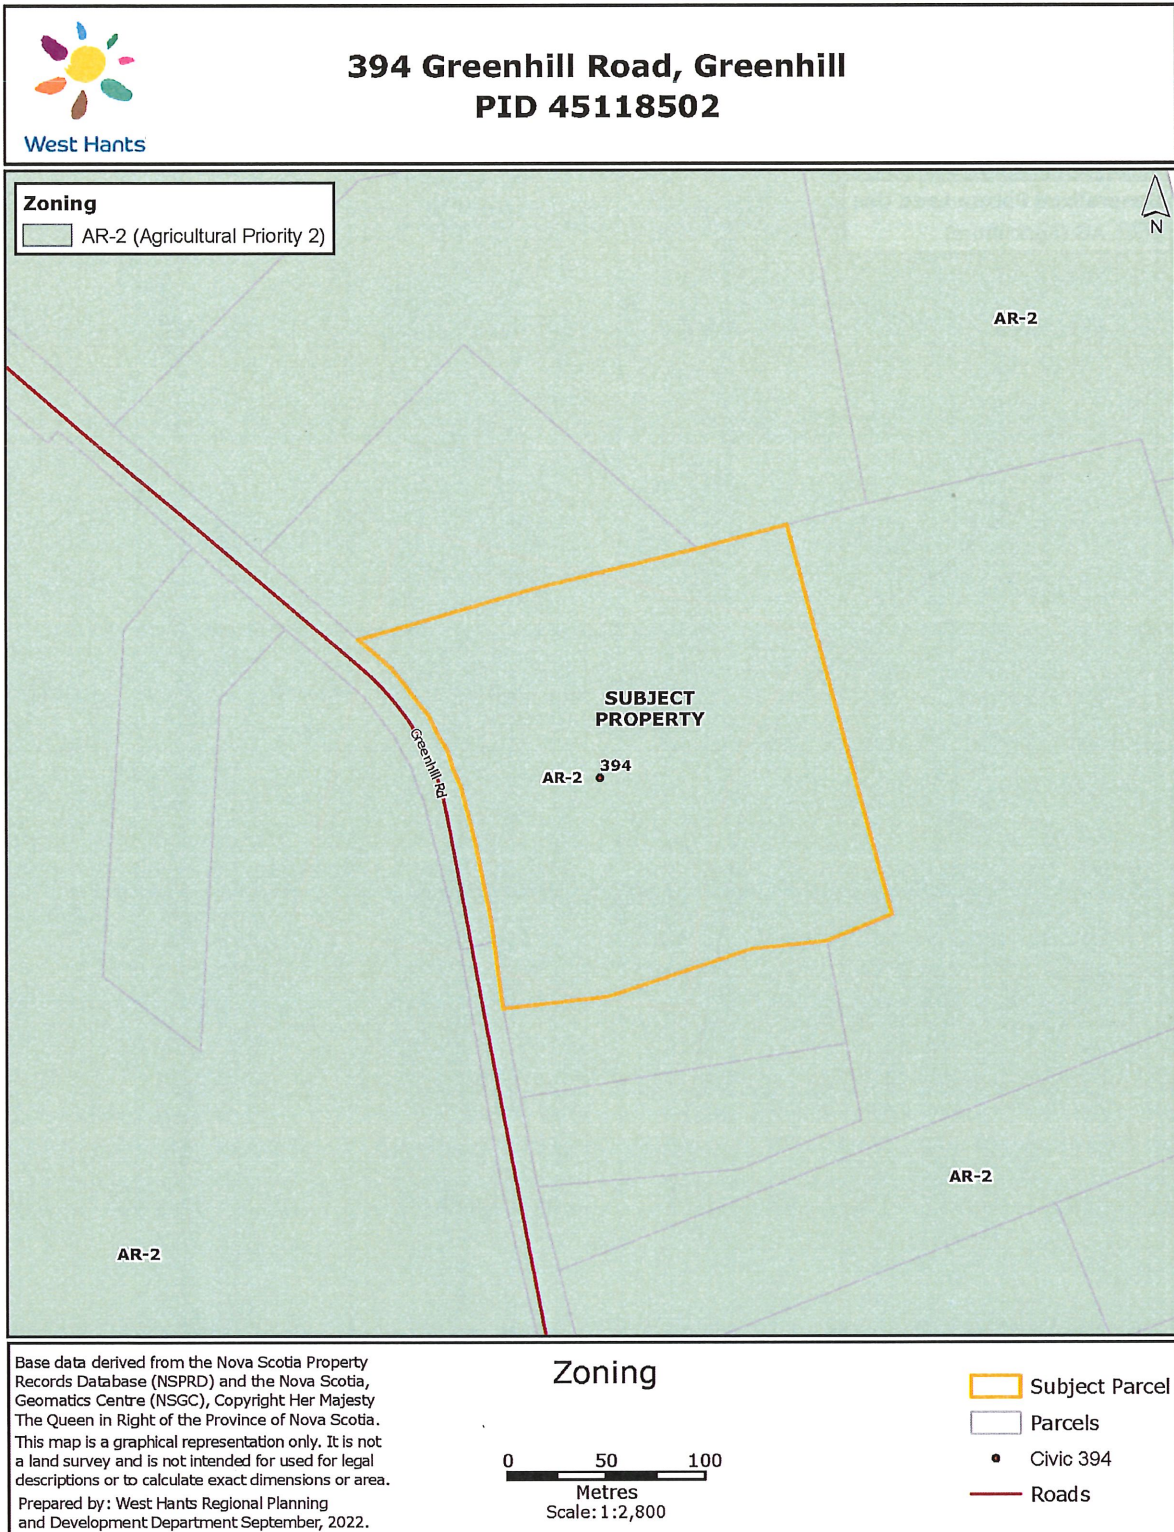 394 Greenhill Road, Greenhill
PID 45118502
West Hants
Zoning
AR-2 (Agricultural Priority 2)
N
AR-2
SUBJECT
PROPERTY
394
AR-2
Greenhill Rd
AR-2
AR-2
Base data derived from the Nova Scotia Property
Records Database (NSPRD) and the Nova Scotia,
Geomatics Centre (NSGC), Copyright Her Majesty
The Queen in Right of the Province of Nova Scotia.
This map is a graphical representation only. It is not
a land survey and is not intended for used for legal
descriptions or to calculate exact dimensions or area.
Prepared by: West Hants Regional Planning
and Development Department September, 2022.
Zoning
0 50 100
Metres
Scale: 1:2,800
Subject Parcel
Parcels
Civic 394
Roads